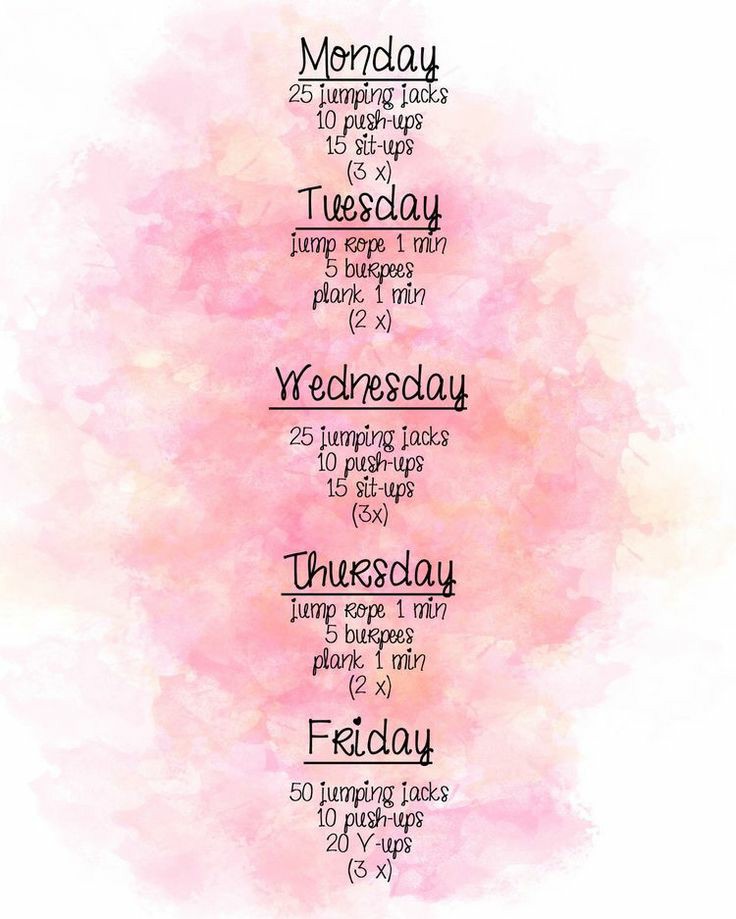 Monday
25 jumping jacks
10 push-ups
15 sit-ups
(3 x)
Tuesday
jump rope 1 min
5 burpees
plank 1 min
(2 x)
Wednesday
25 jumping jacks
10 push-ups
15 sit-ups
(3x)
Thursday
jump rope 1 min
5 burpees
plank 1 min
(2 x)
Friday
50 jumping jacks
10 push-ups
20 V-ups
(3 x)